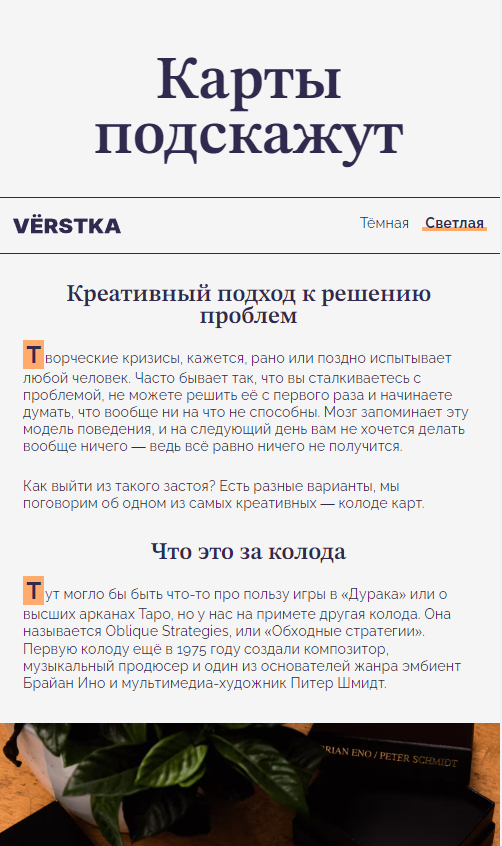 Карты
подскажут
VЁRSTKA
Тёмная Светлая
Креативный подход к решению
проблем
Творческие кризисы, кажется, рано или поздно испытывает
любой человек. Часто бывает так, что вы сталкиваетесь с
проблемой, не можете решить её с первого раза и начинаете
думать, что вообще ни на что не способны. Мозг запоминает эту
модель поведения, и на следующий день вам не хочется делать
вообще ничего — ведь всё равно ничего не получится.
Как выйти из такого застоя? Есть разные варианты, мы
поговорим об одном из самых креативных — колоде карт.
Что это за колода
Тут могло бы быть что-то про пользу игры в «Дурака» или о
высших арканах Таро, но у нас на примете другая колода. Она
называется Oblique Strategies, или «Обходные стратегии».
Первую колоду ещё в 1975 году создали композитор,
музыкальный продюсер и один из основателей жанра эмбиент
Брайан Ино и мультимедиа-художник Питер Шмидт.
BRIAN ENO / PETER SCHMIDT